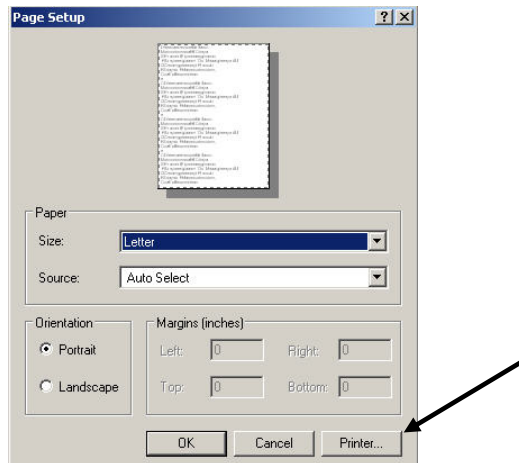 Page Setup
Paper
Size: Letter
Source: Auto Select
Orientation
Portrait
Landscape
Margins (inches)
Left: 0 Right: 0
Top: 0 Bottom: 0
OK Cancel Printer...